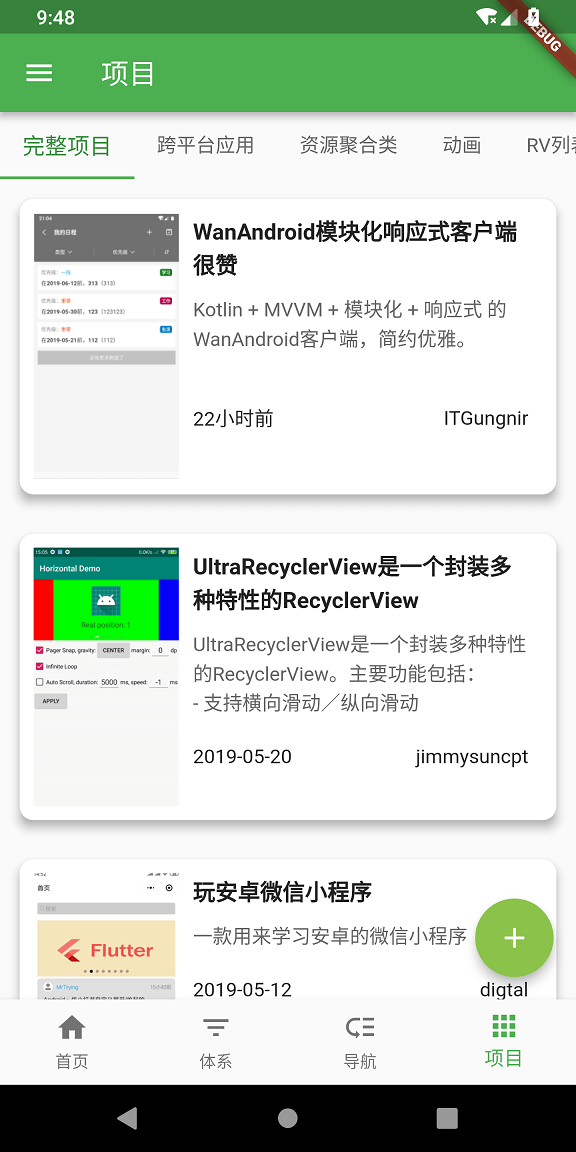 9:48
DEBUG
项目
完整项目
跨平台应用
资源聚合类
动画
RV列表
21:04
我的日程
类型
优先级
优先级：一般
学习
在2019-06-12前，313（313）
优先级：重要
工作
在2019-05-30前，123（123123）
优先级：重要
生活
在2019-05-21前，112（112）
没有更多数据了
WanAndroid模块化响应式客户端
很赞
Kotlin + MVVM + 模块化 + 响应式 的
WanAndroid客户端，简约优雅。
22小时前
ITGungnir
15:05
0.0K/s
Horizontal Demo
Real position: 1
Pager Snap, gravity:
CENTER
margin:
0
dp
Infinite Loop
Auto Scroll, duration:
5000
ms, speed:
-1
ms
APPLY
UltraRecyclerView是一个封装多
种特性的RecyclerView
UltraRecyclerView是一个封装多种特性
的RecyclerView。主要功能包括：
- 支持横向滑动／纵向滑动
2019-05-20
jimmysuncpt
14:52
首页
搜索
Flutter
MrTrying
15小时前
玩安卓微信小程序
一款用来学习安卓的微信小程序
2019-05-12
digtal
+
首页
体系
导航
项目